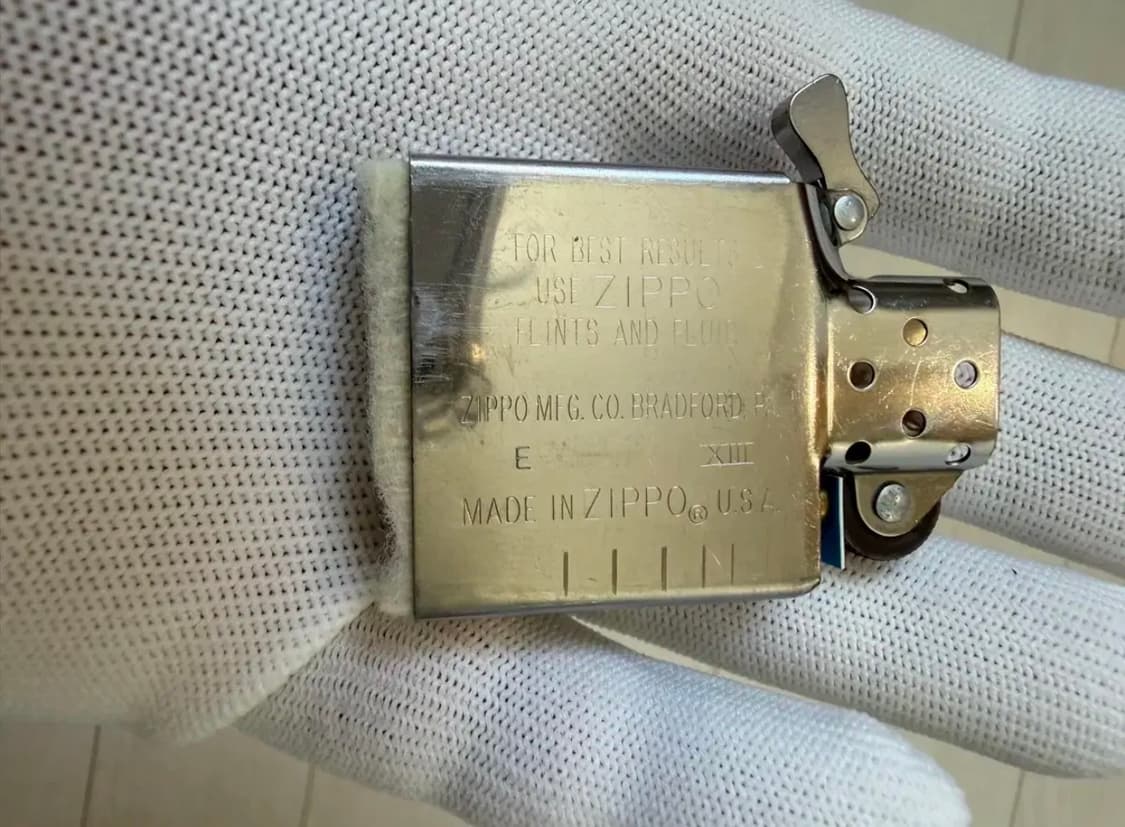 FOR BEST RESULTS
USE ZIPPO
FLINTS AND FLUID
ZIPPO MFG. CO. BRADFORD, PA.
E XIII
MADE IN ZIPPO® U.S.A.